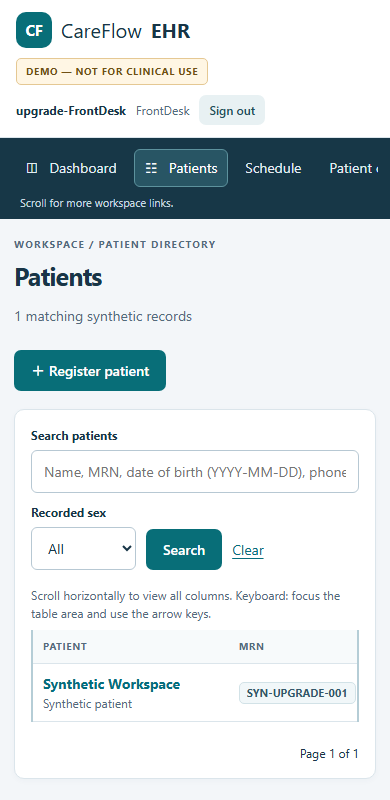 CF CareFlow EHR
DEMO — NOT FOR CLINICAL USE
upgrade-FrontDesk FrontDesk Sign out
Dashboard Patients Schedule Patient
Scroll for more workspace links.
WORKSPACE / PATIENT DIRECTORY
Patients
1 matching synthetic records
+ Register patient
Search patients
Name, MRN, date of birth (YYYY-MM-DD), phone
Recorded sex
All Search Clear
Scroll horizontally to view all columns. Keyboard: focus the
table area and use the arrow keys.
PATIENT MRN
Synthetic Workspace SYN-UPGRADE-001
Synthetic patient
Page 1 of 1